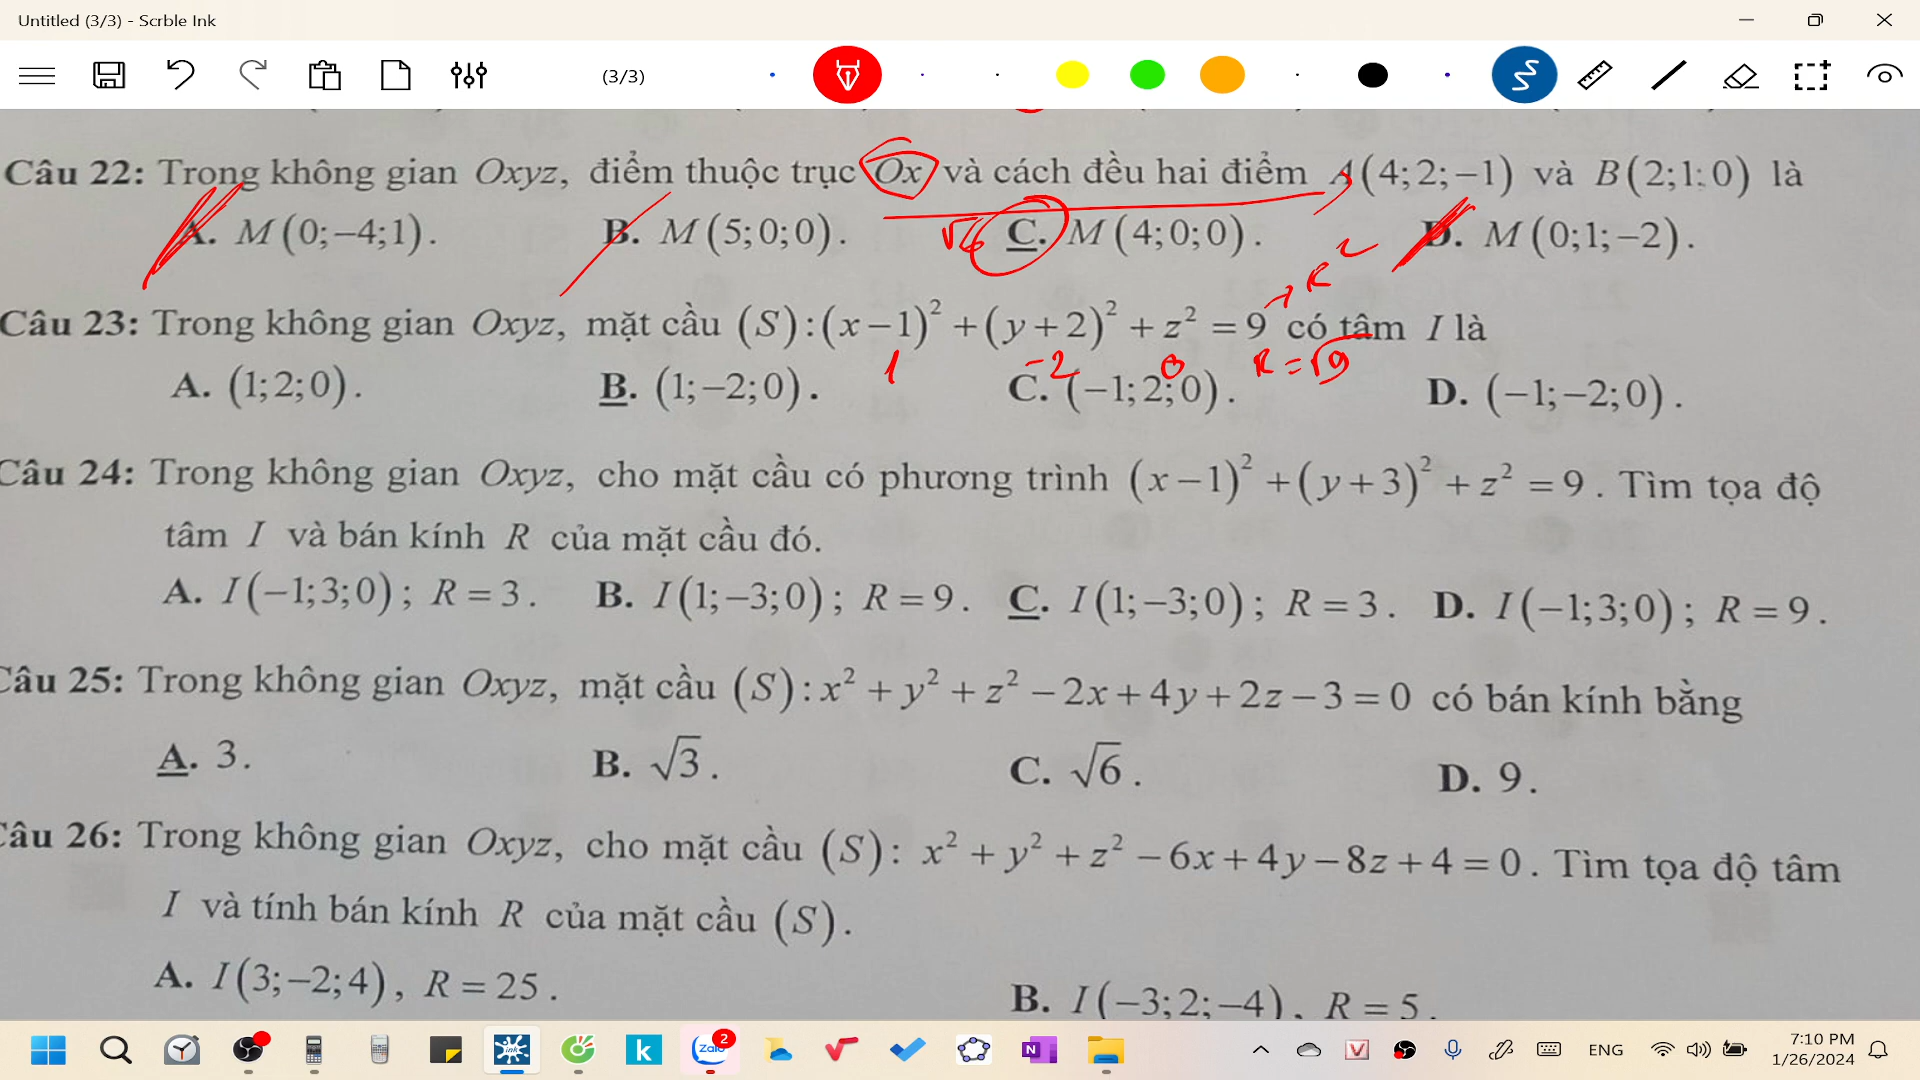 Untitled (3/3) - Scrble Ink
(3/3)
Câu 22: Trong không gian Oxyz, điểm thuộc trục Ox và cách đều hai điểm A(4;2;−1) và B(2;1;0) là
A. M(0;−4;1). B. M(5;0;0). √6 C. M(4;0;0). D. M(0;1;−2).
→ R²
Câu 23: Trong không gian Oxyz, mặt cầu (S):(x−1)²+(y+2)²+z²=9 có tâm I là
1 −2 0 R=√9
A. (1;2;0). B. (1;−2;0). C. (−1;2;0). D. (−1;−2;0).
Câu 24: Trong không gian Oxyz, cho mặt cầu có phương trình (x−1)²+(y+3)²+z²=9. Tìm tọa độ
tâm I và bán kính R của mặt cầu đó.
A. I(−1;3;0); R=3. B. I(1;−3;0); R=9. C. I(1;−3;0); R=3. D. I(−1;3;0); R=9.
Câu 25: Trong không gian Oxyz, mặt cầu (S):x²+y²+z²−2x+4y+2z−3=0 có bán kính bằng
A. 3. B. √3. C. √6. D. 9.
Câu 26: Trong không gian Oxyz, cho mặt cầu (S): x²+y²+z²−6x+4y−8z+4=0. Tìm tọa độ tâm
I và tính bán kính R của mặt cầu (S).
A. I(3;−2;4), R=25.
B. I(−3;2;−4), R=5.
Zalo 2
ENG
7:10 PM
1/26/2024